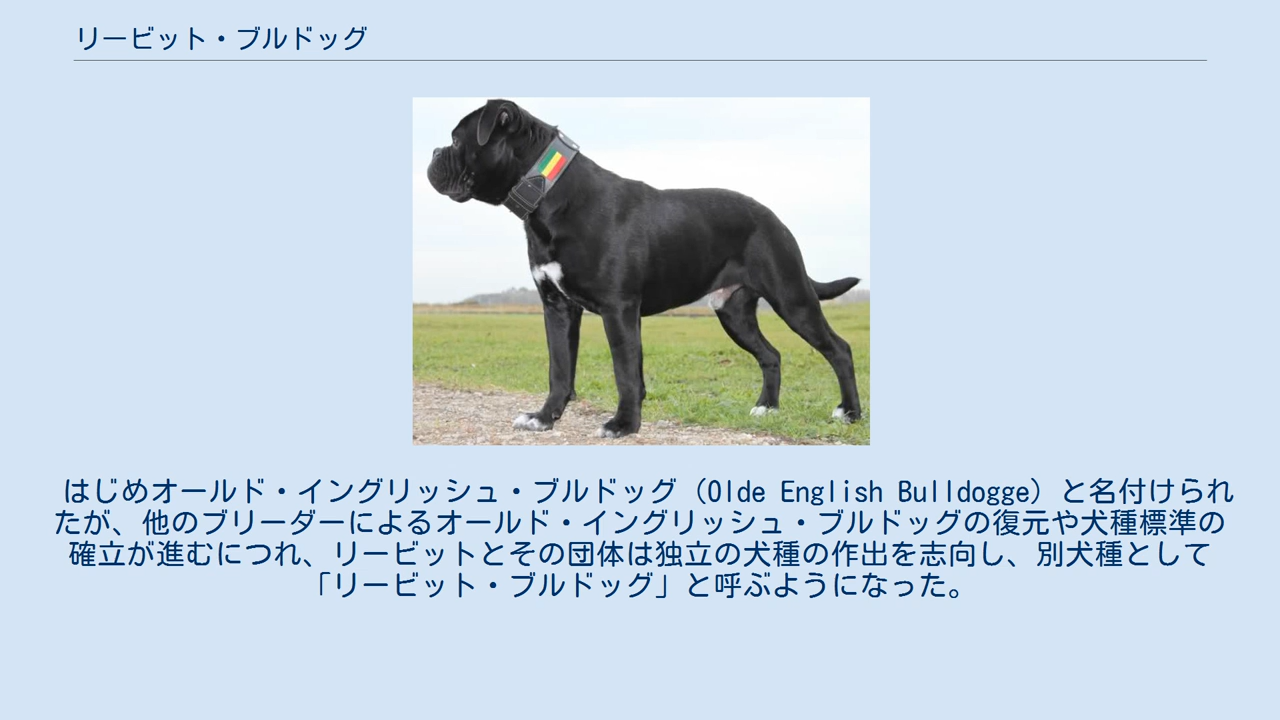 リービット・ブルドッグ
はじめオールド・イングリッシュ・ブルドッグ（Olde English Bulldogge）と名付けられ
たが、他のブリーダーによるオールド・イングリッシュ・ブルドッグの復元や犬種標準の
確立が進むにつれ、リービットとその団体は独立の犬種の作出を志向し、別犬種として
「リービット・ブルドッグ」と呼ぶようになった。